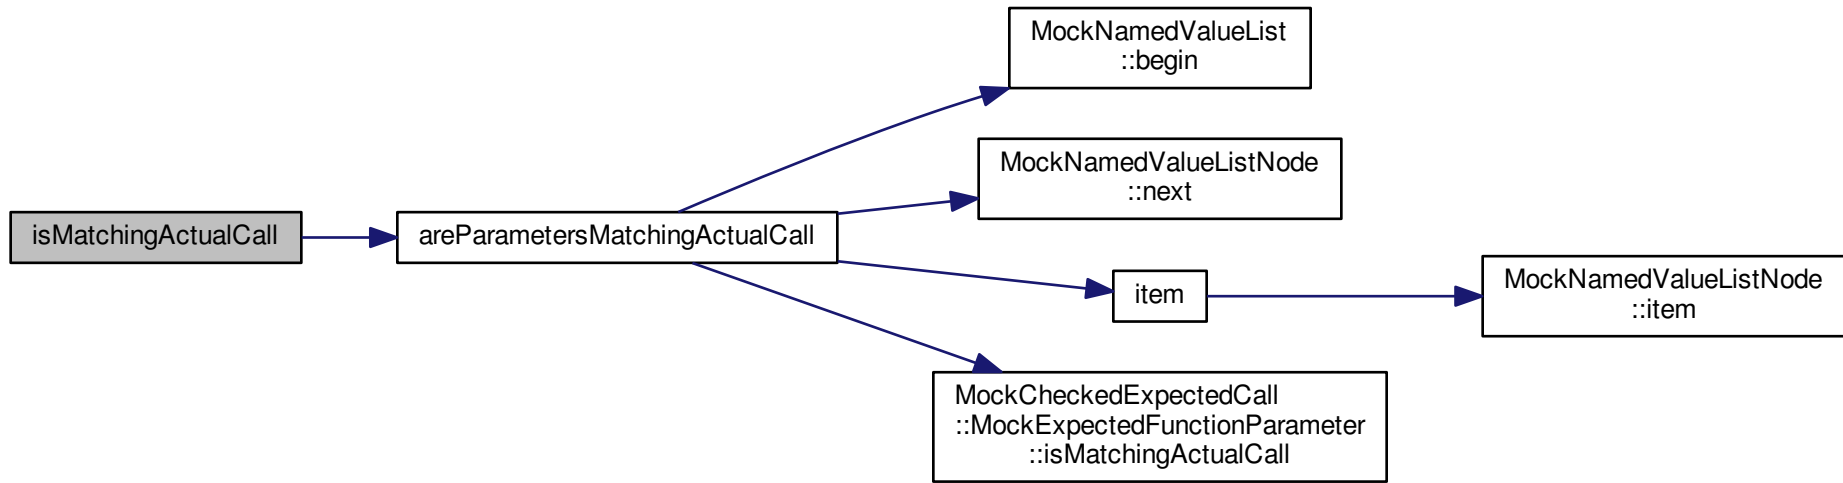 isMatchingActualCall
areParametersMatchingActualCall
MockNamedValueList
::begin
MockNamedValueListNode
::next
item
MockNamedValueListNode
::item
MockCheckedExpectedCall
::MockExpectedFunctionParameter
::isMatchingActualCall